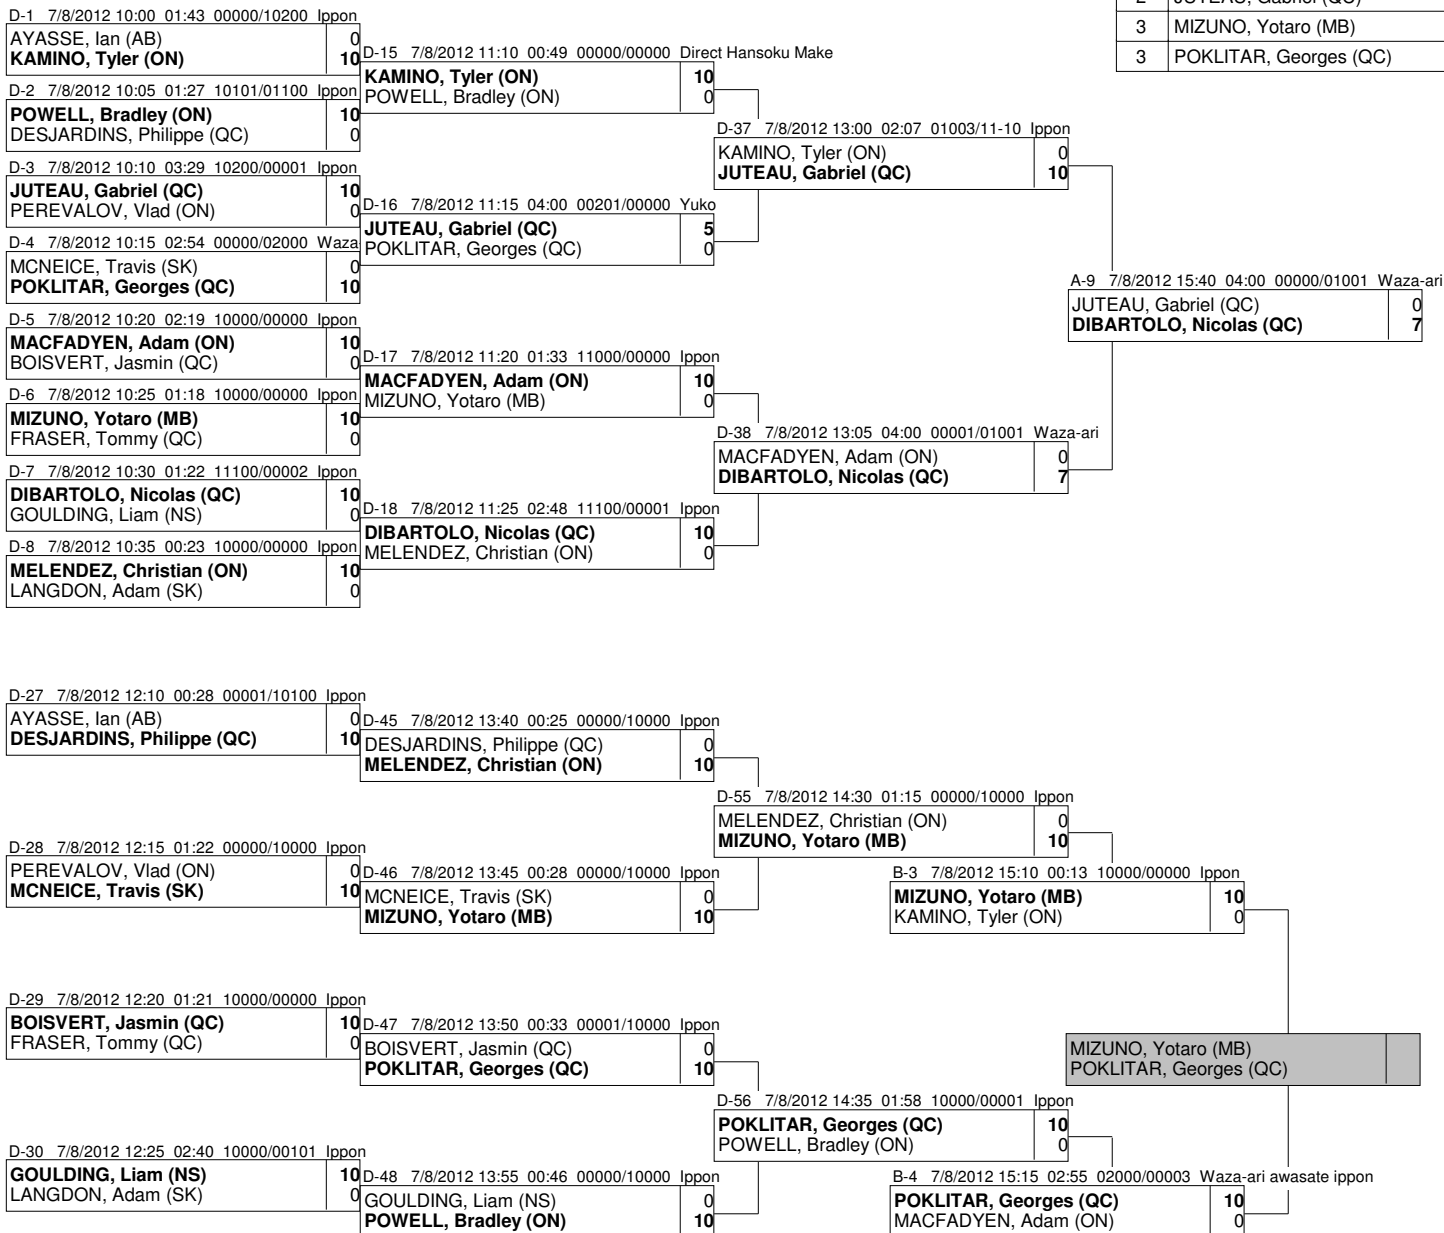 2 JUTEAU, Gabriel (QC)
3 MIZUNO, Yotaro (MB)
3 POKLITAR, Georges (QC)
D-1 7/8/2012 10:00 01:43 00000/10200 Ippon
AYASSE, Ian (AB) 0
KAMINO, Tyler (ON) 10
D-2 7/8/2012 10:05 01:27 10101/01100 Ippon
POWELL, Bradley (ON) 10
DESJARDINS, Philippe (QC) 0
D-3 7/8/2012 10:10 03:29 10200/00001 Ippon
JUTEAU, Gabriel (QC) 10
PEREVALOV, Vlad (ON) 0
D-4 7/8/2012 10:15 02:54 00000/02000 Waza-
MCNEICE, Travis (SK) 0
POKLITAR, Georges (QC) 10
D-5 7/8/2012 10:20 02:19 10000/00000 Ippon
MACFADYEN, Adam (ON) 10
BOISVERT, Jasmin (QC) 0
D-6 7/8/2012 10:25 01:18 10000/00000 Ippon
MIZUNO, Yotaro (MB) 10
FRASER, Tommy (QC) 0
D-7 7/8/2012 10:30 01:22 11100/00002 Ippon
DIBARTOLO, Nicolas (QC) 10
GOULDING, Liam (NS) 0
D-8 7/8/2012 10:35 00:23 10000/00000 Ippon
MELENDEZ, Christian (ON) 10
LANGDON, Adam (SK) 0
D-15 7/8/2012 11:10 00:49 00000/00000 Direct Hansoku Make
KAMINO, Tyler (ON) 10
POWELL, Bradley (ON) 0
D-16 7/8/2012 11:15 04:00 00201/00000 Yuko
JUTEAU, Gabriel (QC) 5
POKLITAR, Georges (QC) 0
D-17 7/8/2012 11:20 01:33 11000/00000 Ippon
MACFADYEN, Adam (ON) 10
MIZUNO, Yotaro (MB) 0
D-18 7/8/2012 11:25 02:48 11100/00001 Ippon
DIBARTOLO, Nicolas (QC) 10
MELENDEZ, Christian (ON) 0
D-37 7/8/2012 13:00 02:07 01003/11-10 Ippon
KAMINO, Tyler (ON) 0
JUTEAU, Gabriel (QC) 10
D-38 7/8/2012 13:05 04:00 00001/01001 Waza-ari
MACFADYEN, Adam (ON) 0
DIBARTOLO, Nicolas (QC) 7
A-9 7/8/2012 15:40 04:00 00000/01001 Waza-ari
JUTEAU, Gabriel (QC) 0
DIBARTOLO, Nicolas (QC) 7
D-27 7/8/2012 12:10 00:28 00001/10100 Ippon
AYASSE, Ian (AB) 0
DESJARDINS, Philippe (QC) 10
D-28 7/8/2012 12:15 01:22 00000/10000 Ippon
PEREVALOV, Vlad (ON) 0
MCNEICE, Travis (SK) 10
D-29 7/8/2012 12:20 01:21 10000/00000 Ippon
BOISVERT, Jasmin (QC) 10
FRASER, Tommy (QC) 0
D-30 7/8/2012 12:25 02:40 10000/00101 Ippon
GOULDING, Liam (NS) 10
LANGDON, Adam (SK) 0
D-45 7/8/2012 13:40 00:25 00000/10000 Ippon
DESJARDINS, Philippe (QC) 0
MELENDEZ, Christian (ON) 10
D-46 7/8/2012 13:45 00:28 00000/10000 Ippon
MCNEICE, Travis (SK) 0
MIZUNO, Yotaro (MB) 10
D-47 7/8/2012 13:50 00:33 00001/10000 Ippon
BOISVERT, Jasmin (QC) 0
POKLITAR, Georges (QC) 10
D-48 7/8/2012 13:55 00:46 00000/10000 Ippon
GOULDING, Liam (NS) 0
POWELL, Bradley (ON) 10
D-55 7/8/2012 14:30 01:15 00000/10000 Ippon
MELENDEZ, Christian (ON) 0
MIZUNO, Yotaro (MB) 10
D-56 7/8/2012 14:35 01:58 10000/00001 Ippon
POKLITAR, Georges (QC) 10
POWELL, Bradley (ON) 0
B-3 7/8/2012 15:10 00:13 10000/00000 Ippon
MIZUNO, Yotaro (MB) 10
KAMINO, Tyler (ON) 0
B-4 7/8/2012 15:15 02:55 02000/00003 Waza-ari awasate ippon
POKLITAR, Georges (QC) 10
MACFADYEN, Adam (ON) 0
MIZUNO, Yotaro (MB)
POKLITAR, Georges (QC)